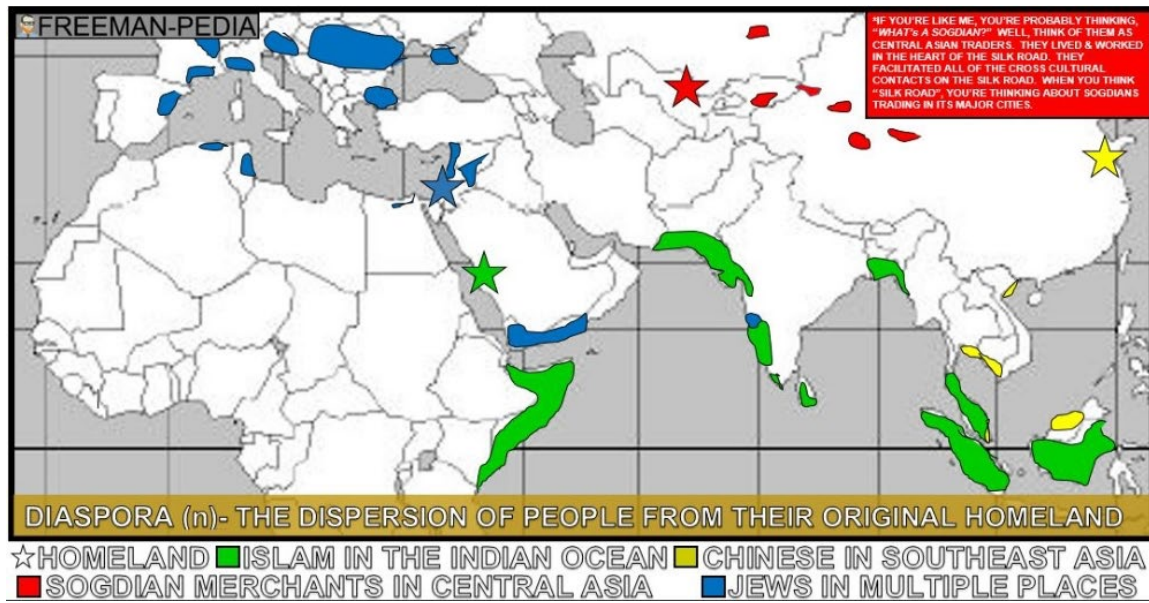 FREEMAN-PEDIA
*IF YOU'RE LIKE ME, YOU'RE PROBABLY THINKING,
"WHAT's A SOGDIAN?" WELL, THINK OF THEM AS
CENTRAL ASIAN TRADERS. THEY LIVED & WORKED
IN THE HEART OF THE SILK ROAD. THEY
FACILITATED ALL OF THE CROSS CULTURAL
CONTACTS ON THE SILK ROAD. WHEN YOU THINK
"SILK ROAD", YOU'RE THINKING ABOUT SOGDIANS
TRADING IN ITS MAJOR CITIES.
DIASPORA (n)- THE DISPERSION OF PEOPLE FROM THEIR ORIGINAL HOMELAND
HOMELAND ISLAM IN THE INDIAN OCEAN CHINESE IN SOUTHEAST ASIA
SOGDIAN MERCHANTS IN CENTRAL ASIA JEWS IN MULTIPLE PLACES